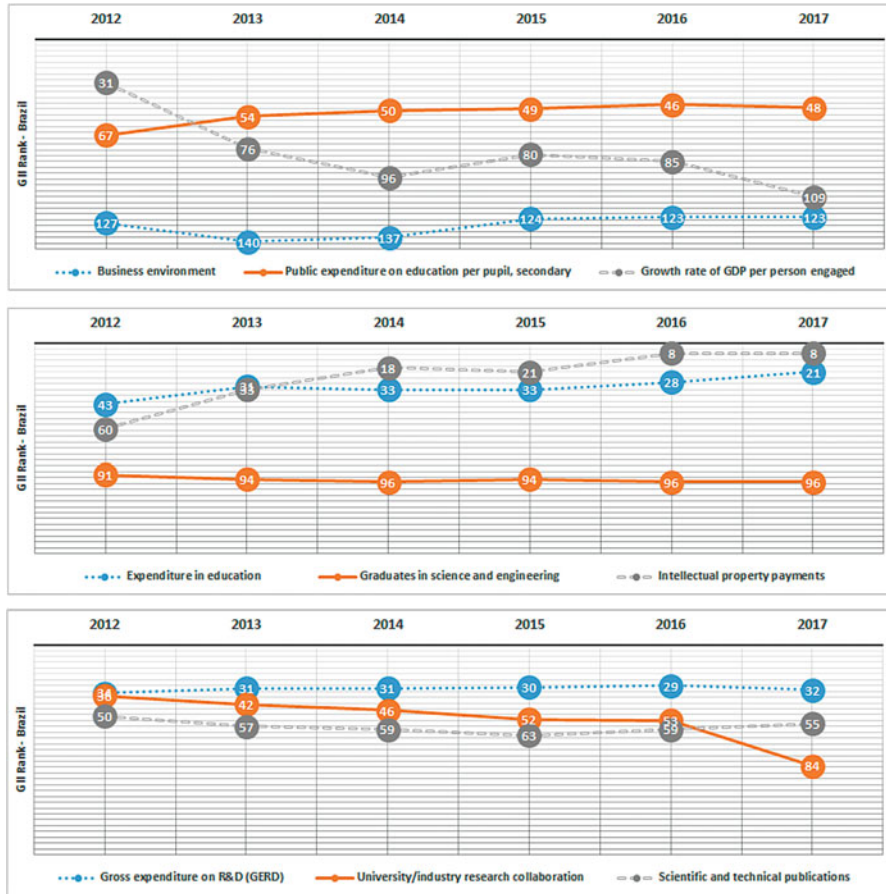 2012 2013 2014 2015 2016 2017
GII Rank- Brazil
31 76 96 80 85 109
67 54 50 49 46 48
127 140 137 124 123 123
Business environment Public expenditure on education per pupil, secondary Growth rate of GDP per person engaged
2012 2013 2014 2015 2016 2017
GII Rank- Brazil
60 33 18 21 8 8
43 31 33 33 28 21
91 94 96 94 96 96
Expenditure in education Graduates in science and engineering Intellectual property payments
2012 2013 2014 2015 2016 2017
GII Rank- Brazil
34 31 31 30 29 32
36 42 46 52 53 84
50 57 59 63 59 55
Gross expenditure on R&D (GERD) University/industry research collaboration Scientific and technical publications